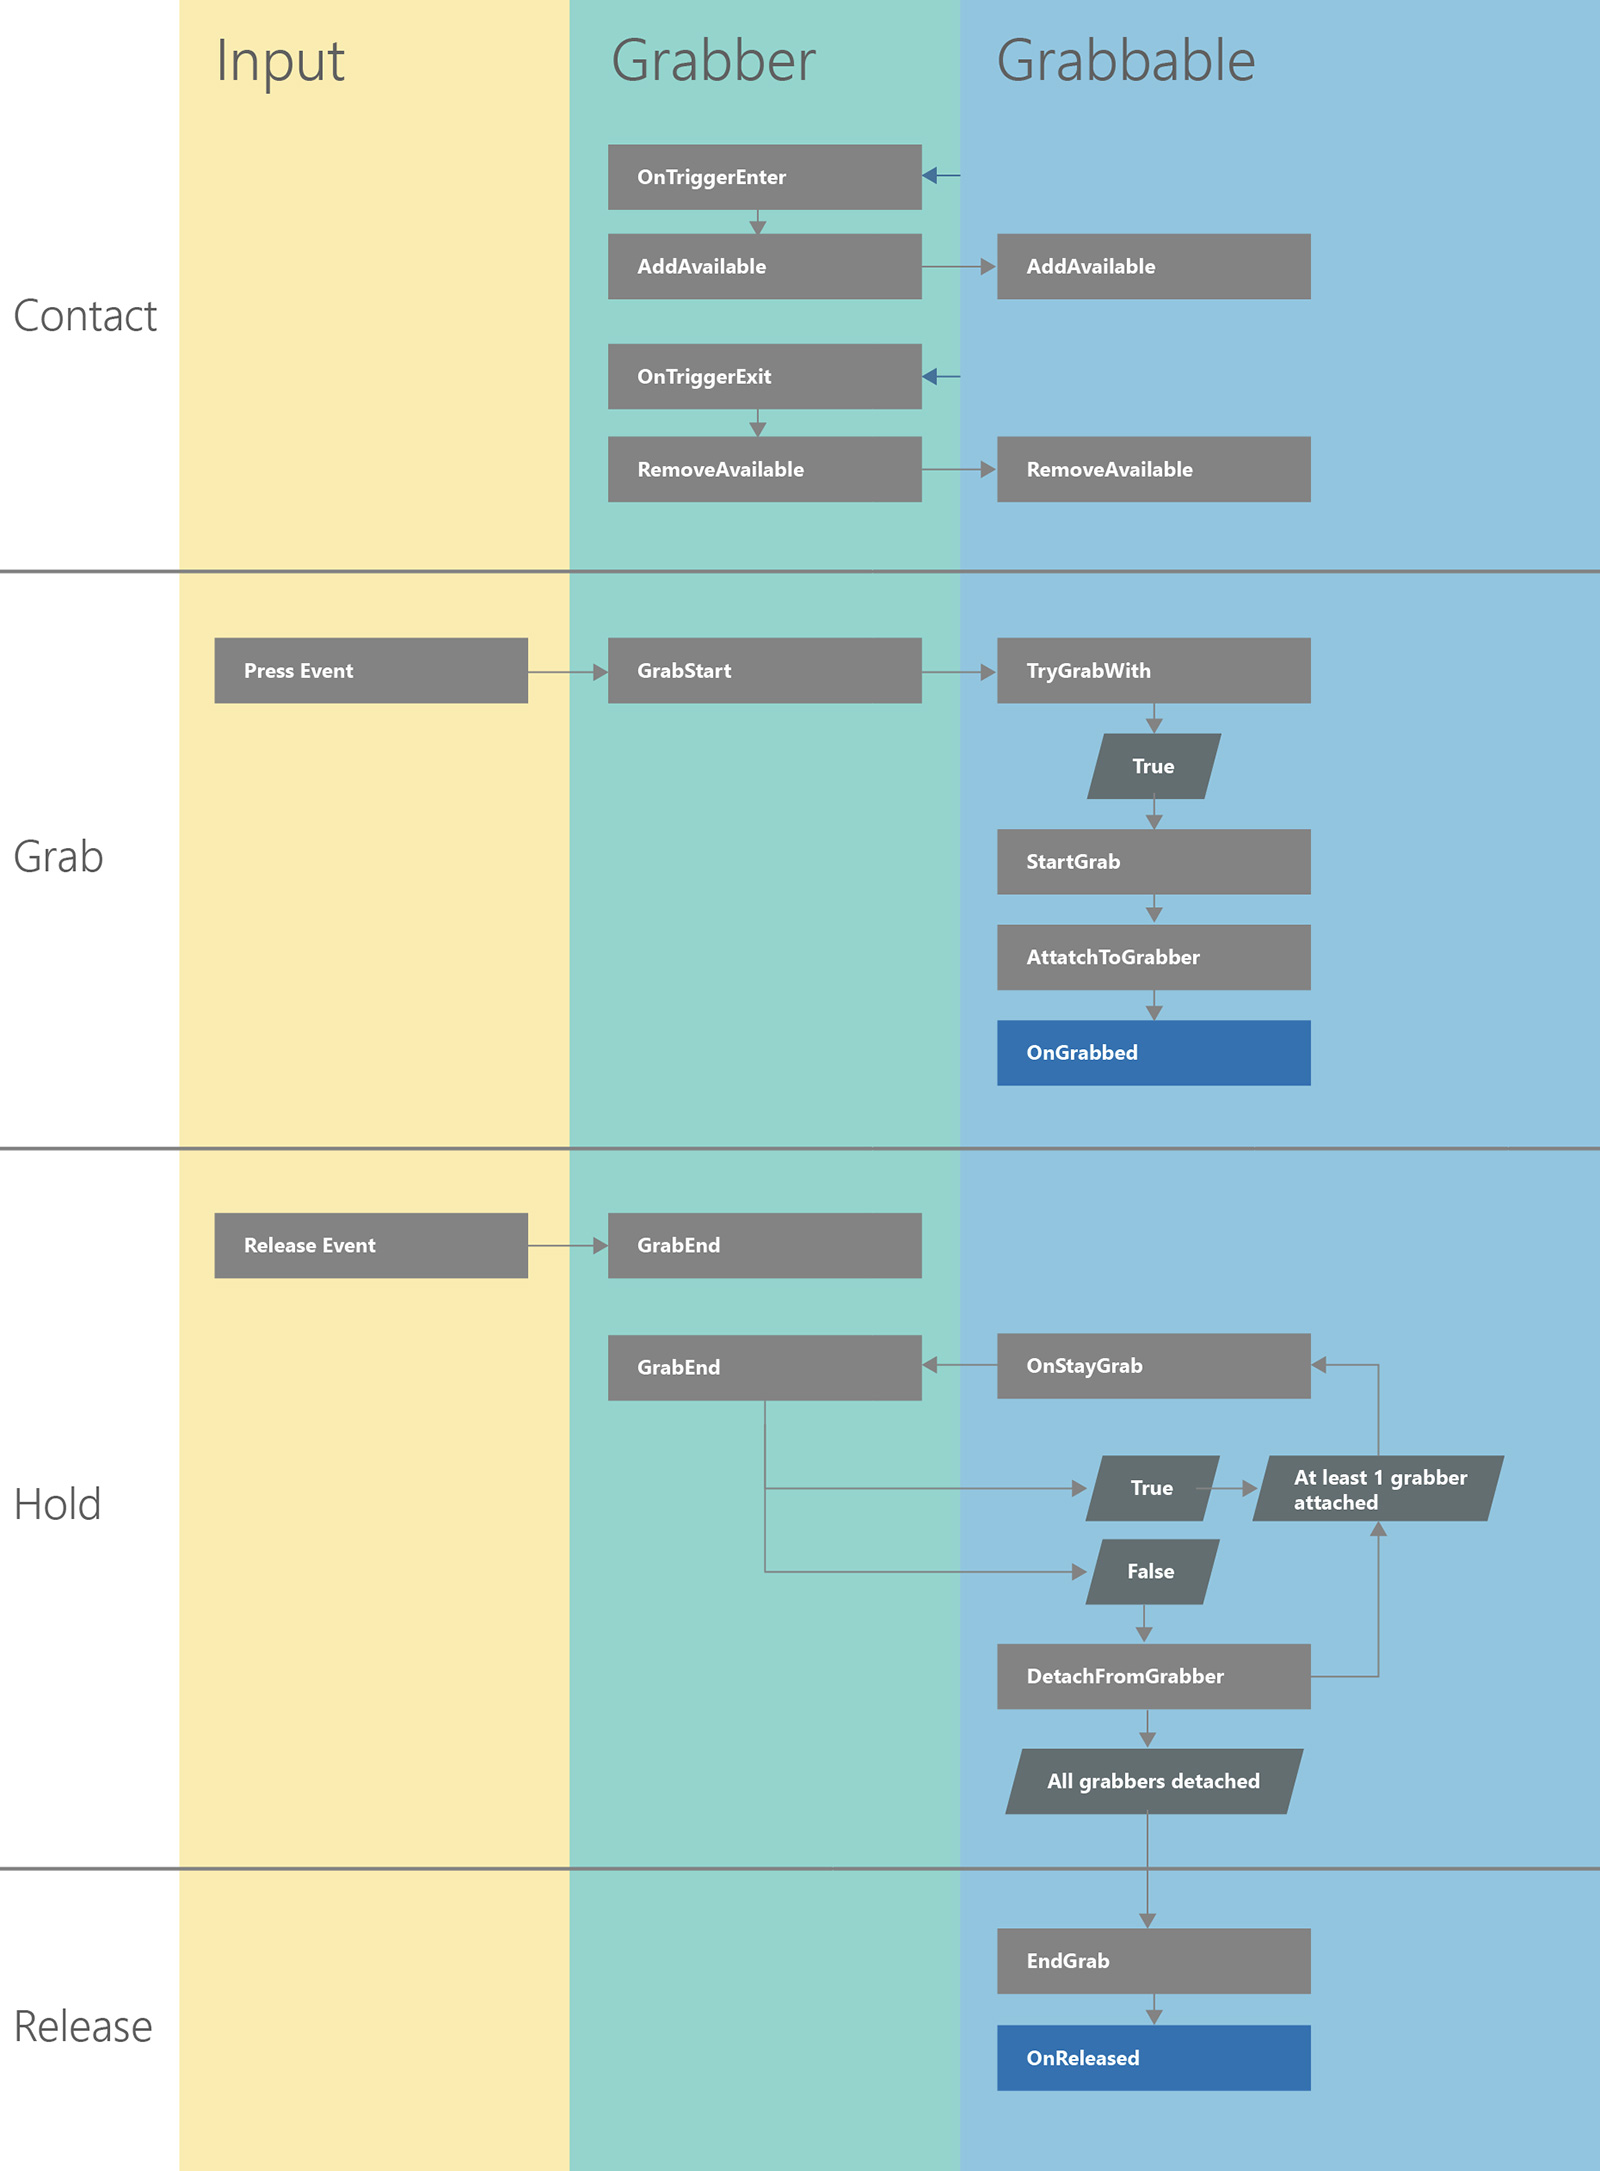 Input
Grabber
Grabbable
OnTriggerEnter
AddAvailable
AddAvailable
Contact
OnTriggerExit
RemoveAvailable
RemoveAvailable
Press Event
GrabStart
TryGrabWith
True
Grab
StartGrab
AttatchToGrabber
OnGrabbed
Release Event
GrabEnd
GrabEnd
OnStayGrab
Hold
True
At least 1 grabber
attached
False
DetachFromGrabber
All grabbers detached
EndGrab
Release
OnReleased